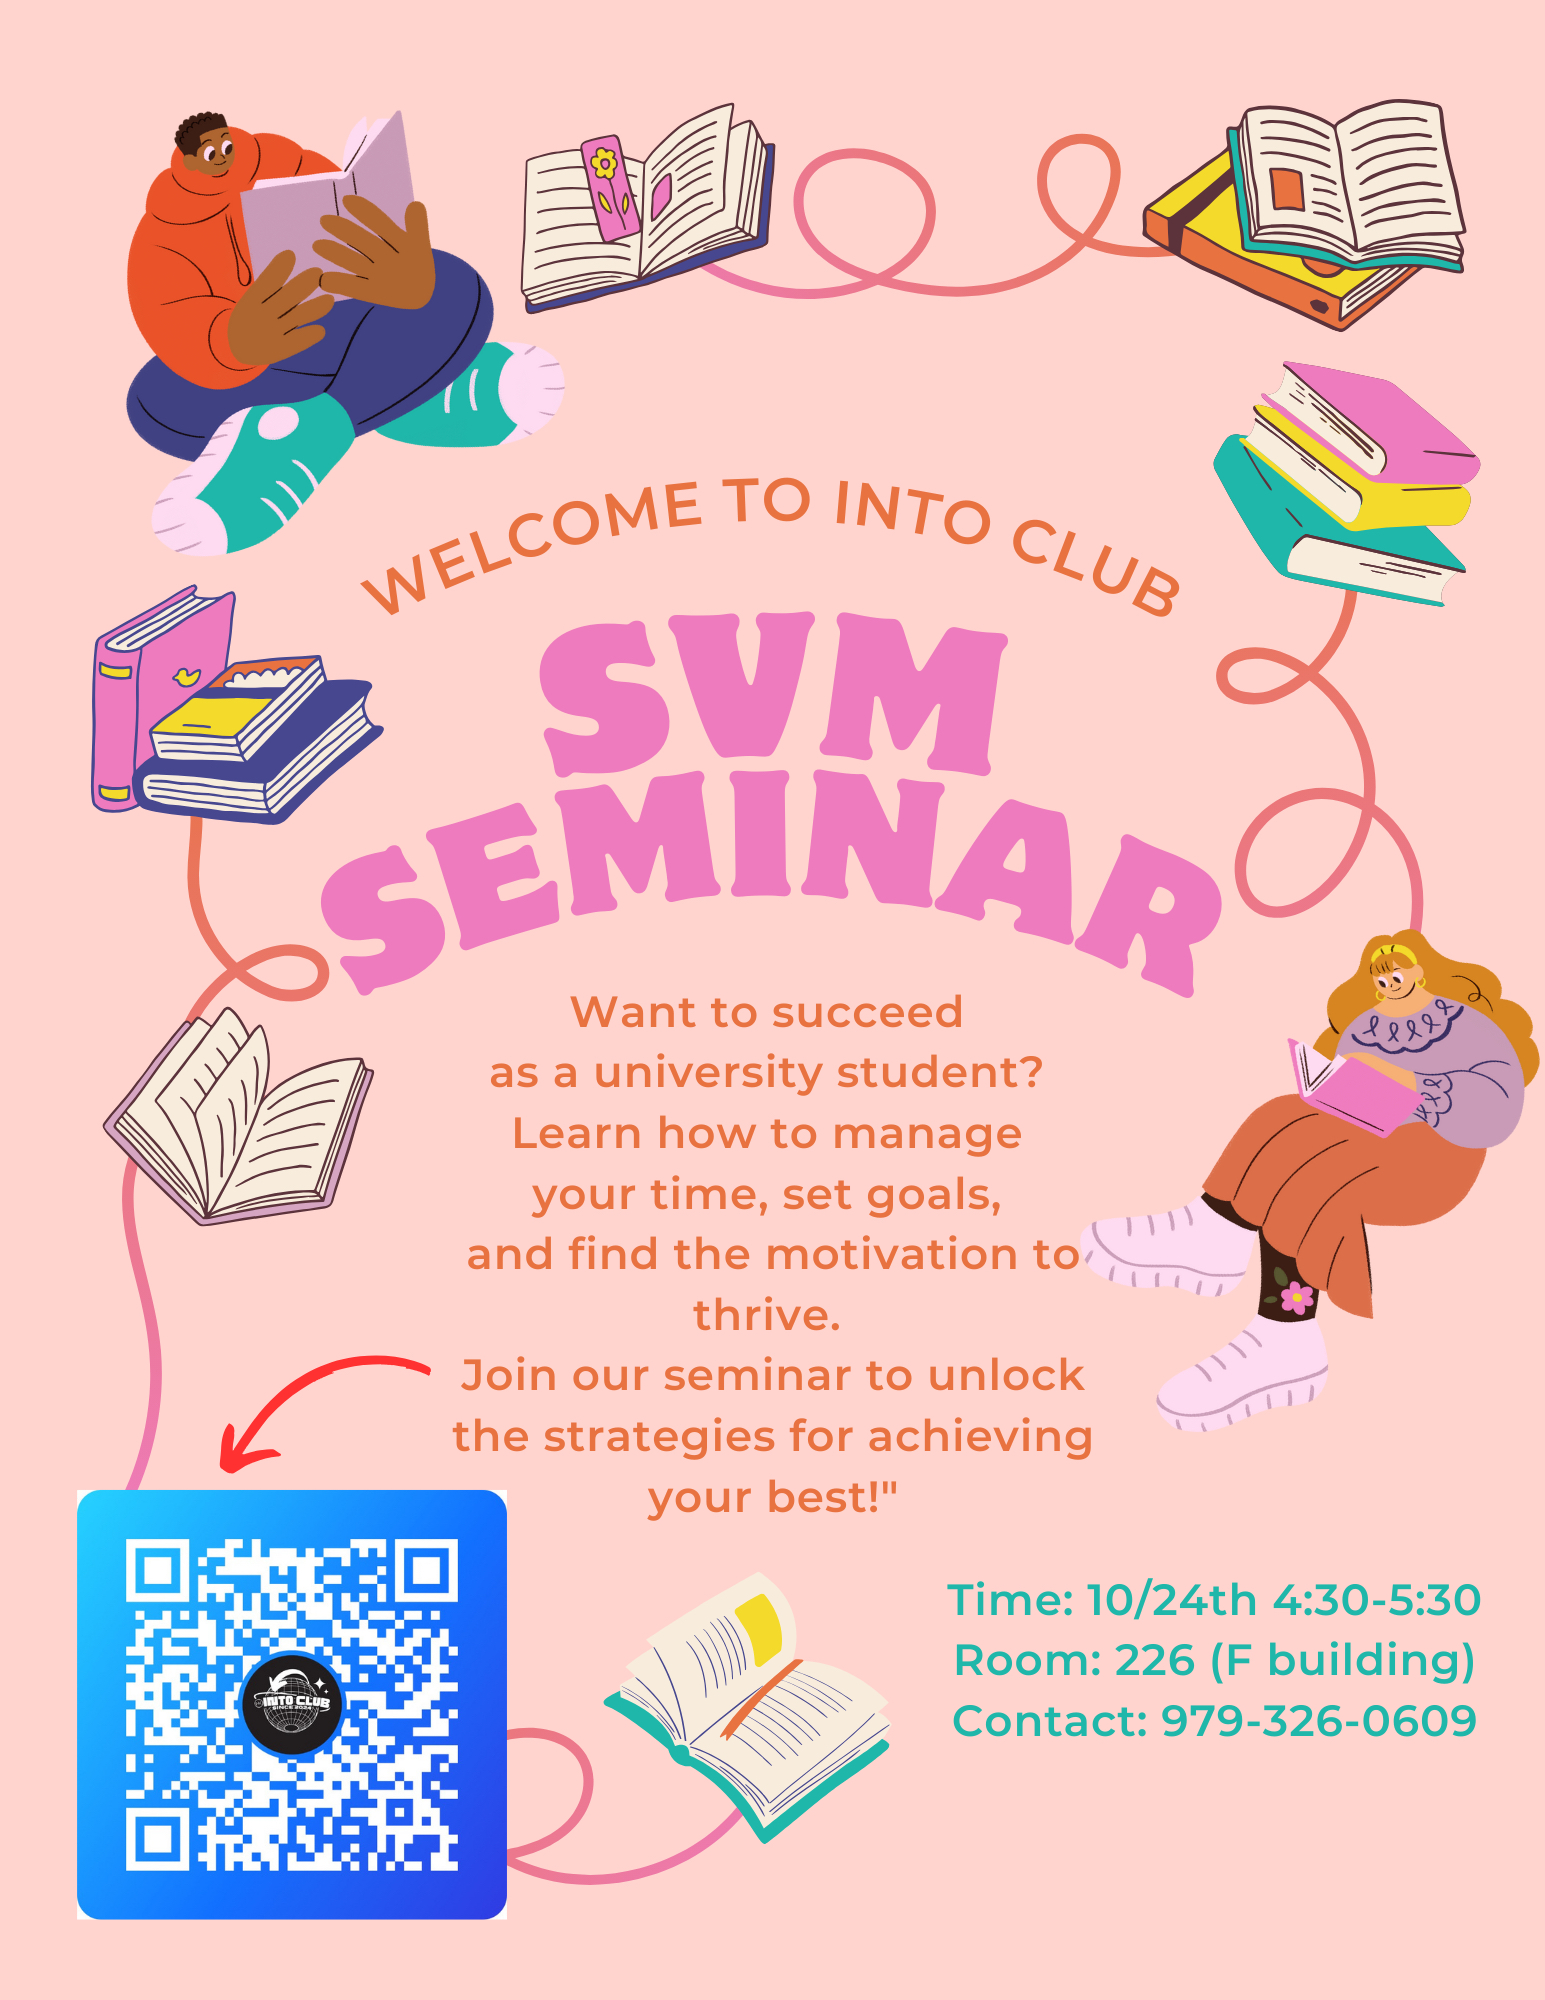 WELCOME TO INTO CLUB
SVM
SEMINAR
Want to succeed
as a university student?
Learn how to manage
your time, set goals,
and find the motivation to
thrive.
Join our seminar to unlock
the strategies for achieving
your best!"
INTO CLUB
SINCE 2024
Time: 10/24th 4:30-5:30
Room: 226 (F building)
Contact: 979-326-0609